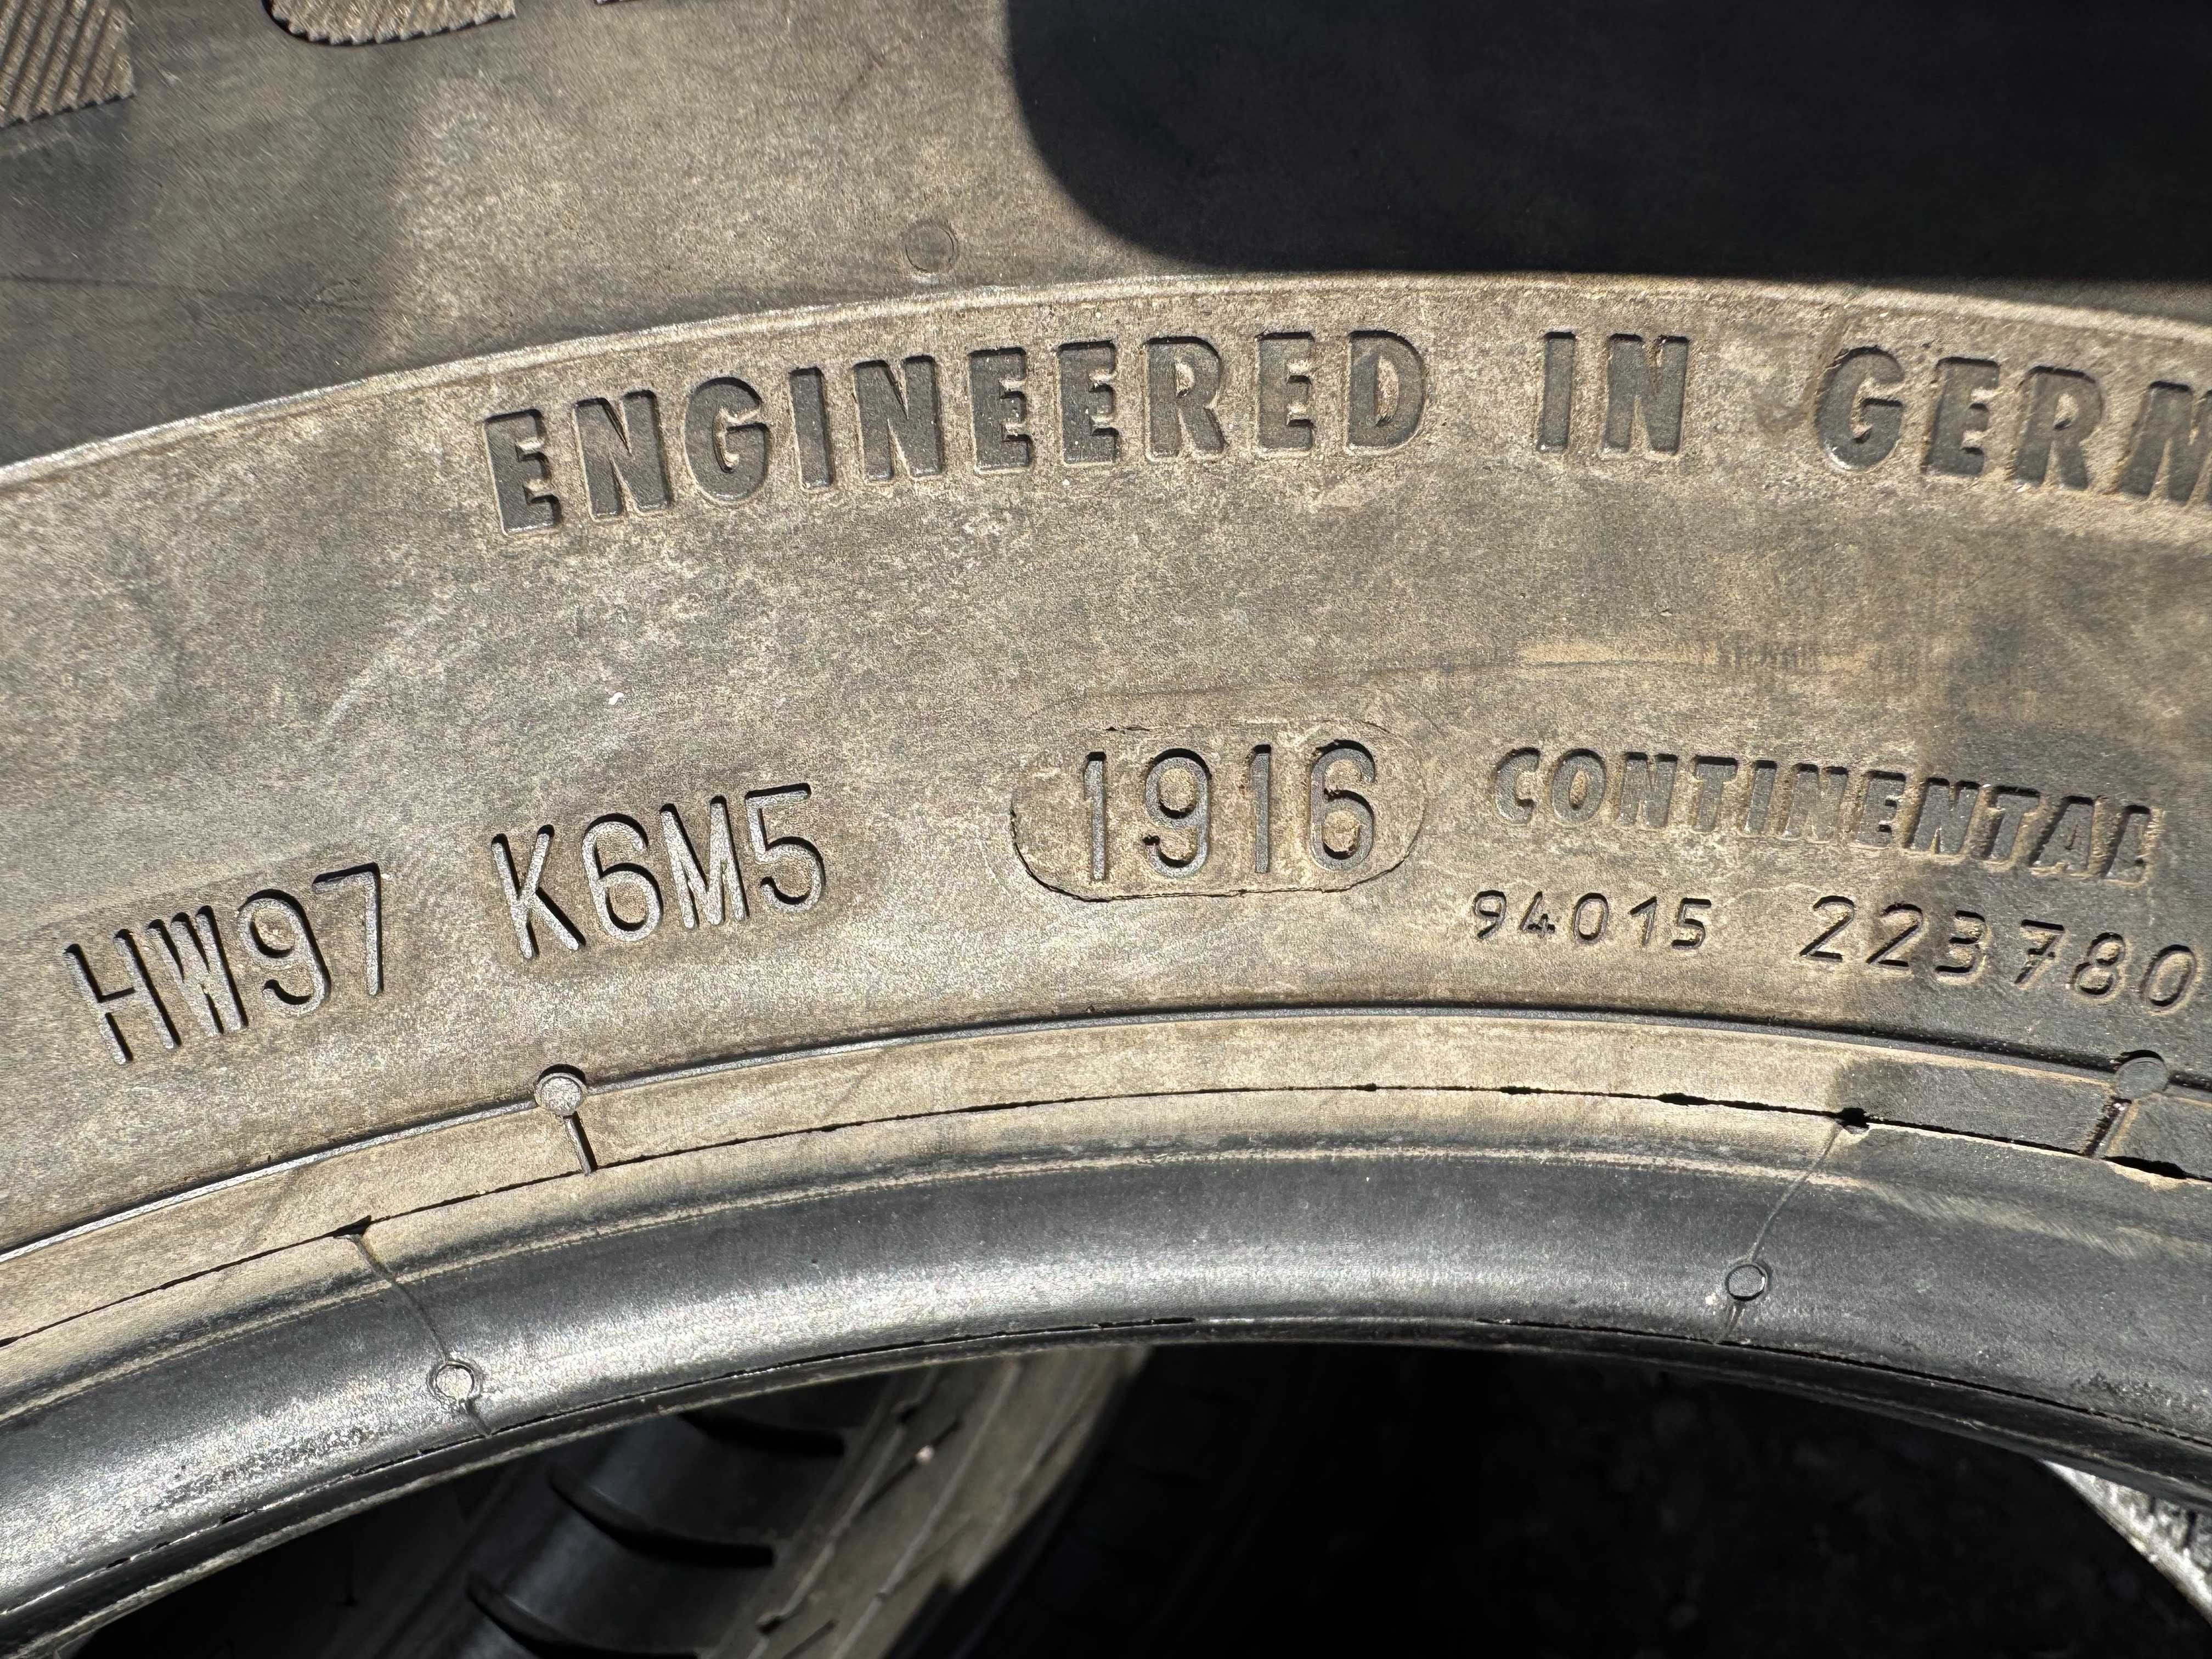 ENGINEERED IN GERM
HW97 K6M5 1916 CONTINENTAL
94015 223780